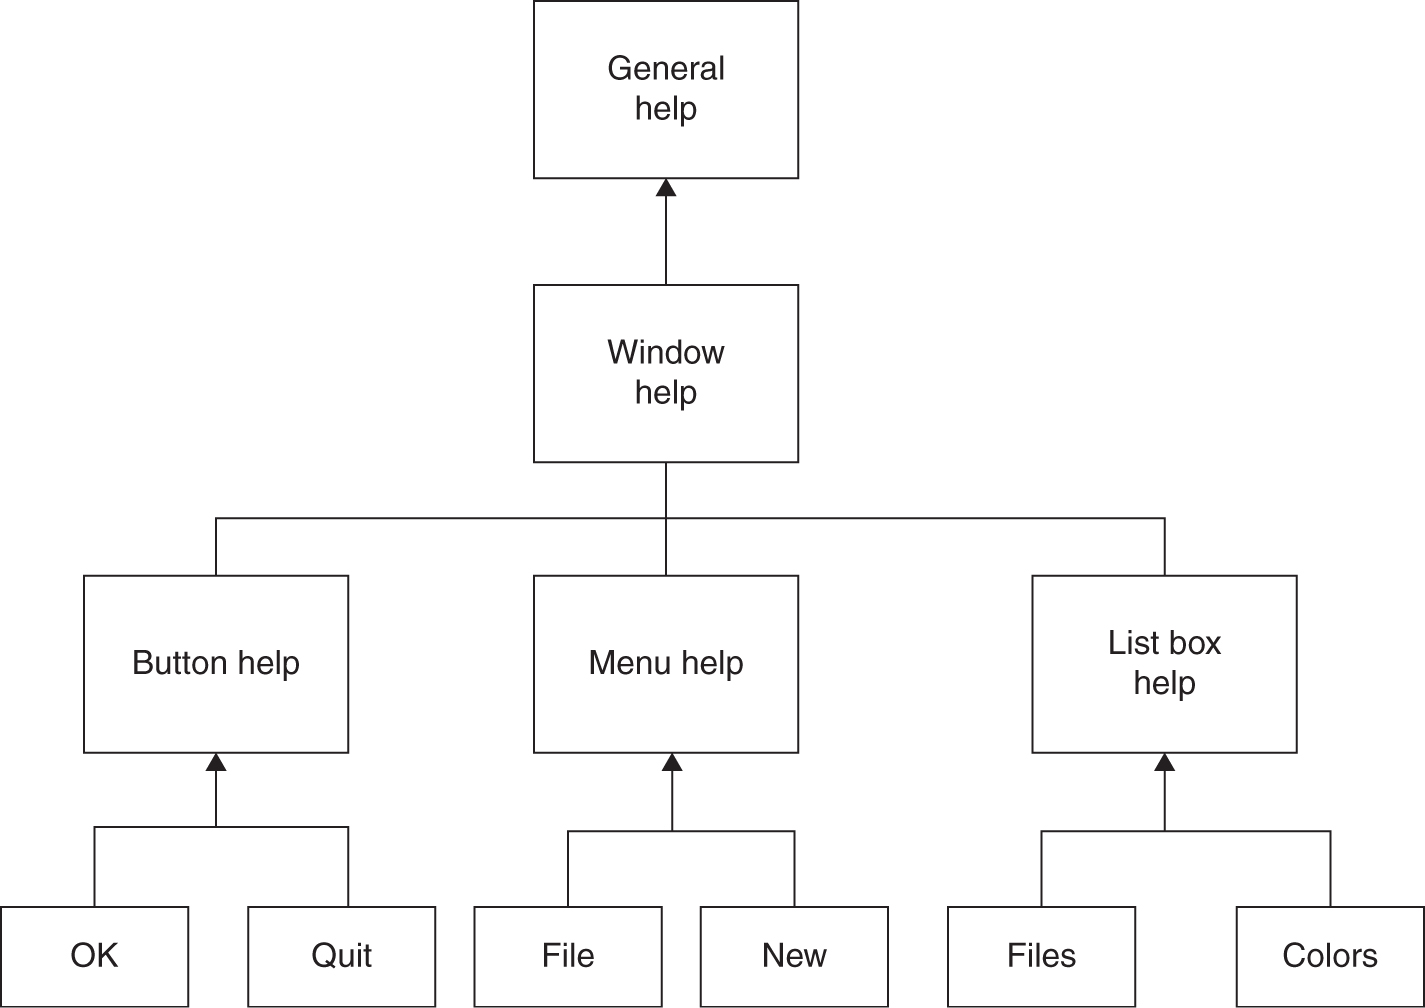 General
help
Window
help
Button help
Menu help
List box
help
OK
Quit
File
New
Files
Colors